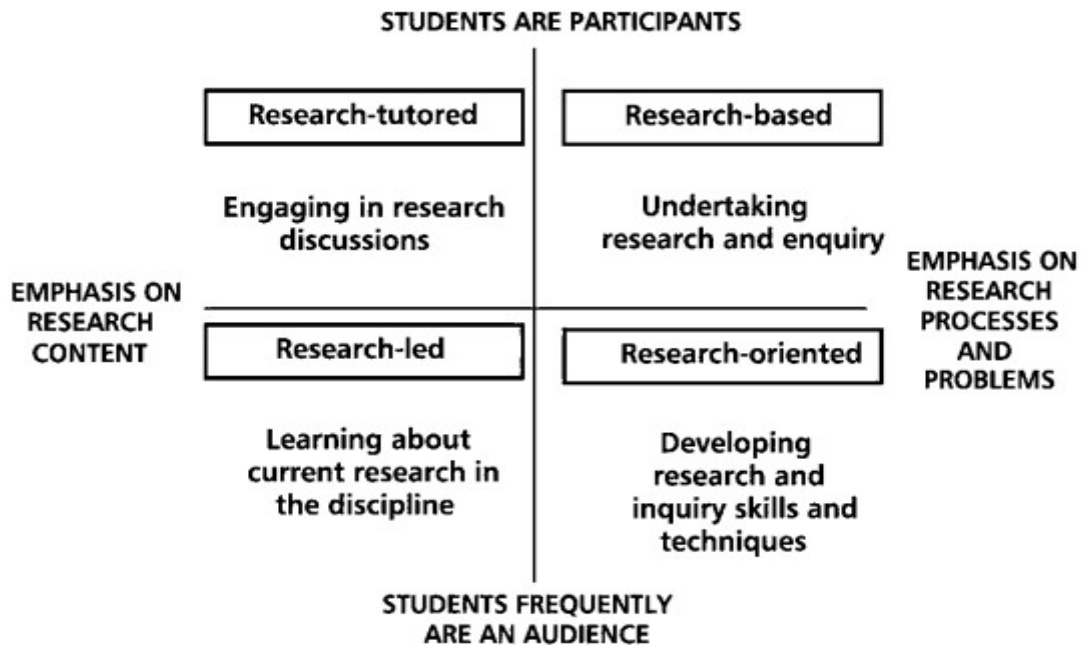 STUDENTS ARE PARTICIPANTS
Research-tutored
Research-based
Engaging in research
discussions
Undertaking
research and enquiry
EMPHASIS ON
RESEARCH
CONTENT
EMPHASIS ON
RESEARCH
PROCESSES
AND
PROBLEMS
Research-led
Research-oriented
Learning about
current research in
the discipline
Developing
research and
inquiry skills and
techniques
STUDENTS FREQUENTLY
ARE AN AUDIENCE